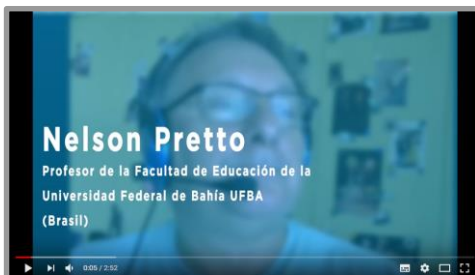 Nelson Pretto
Profesor de la Facultad de Educación de la
Universidad Federal de Bahía UFBA
(Brasil)
0:05 / 2:52